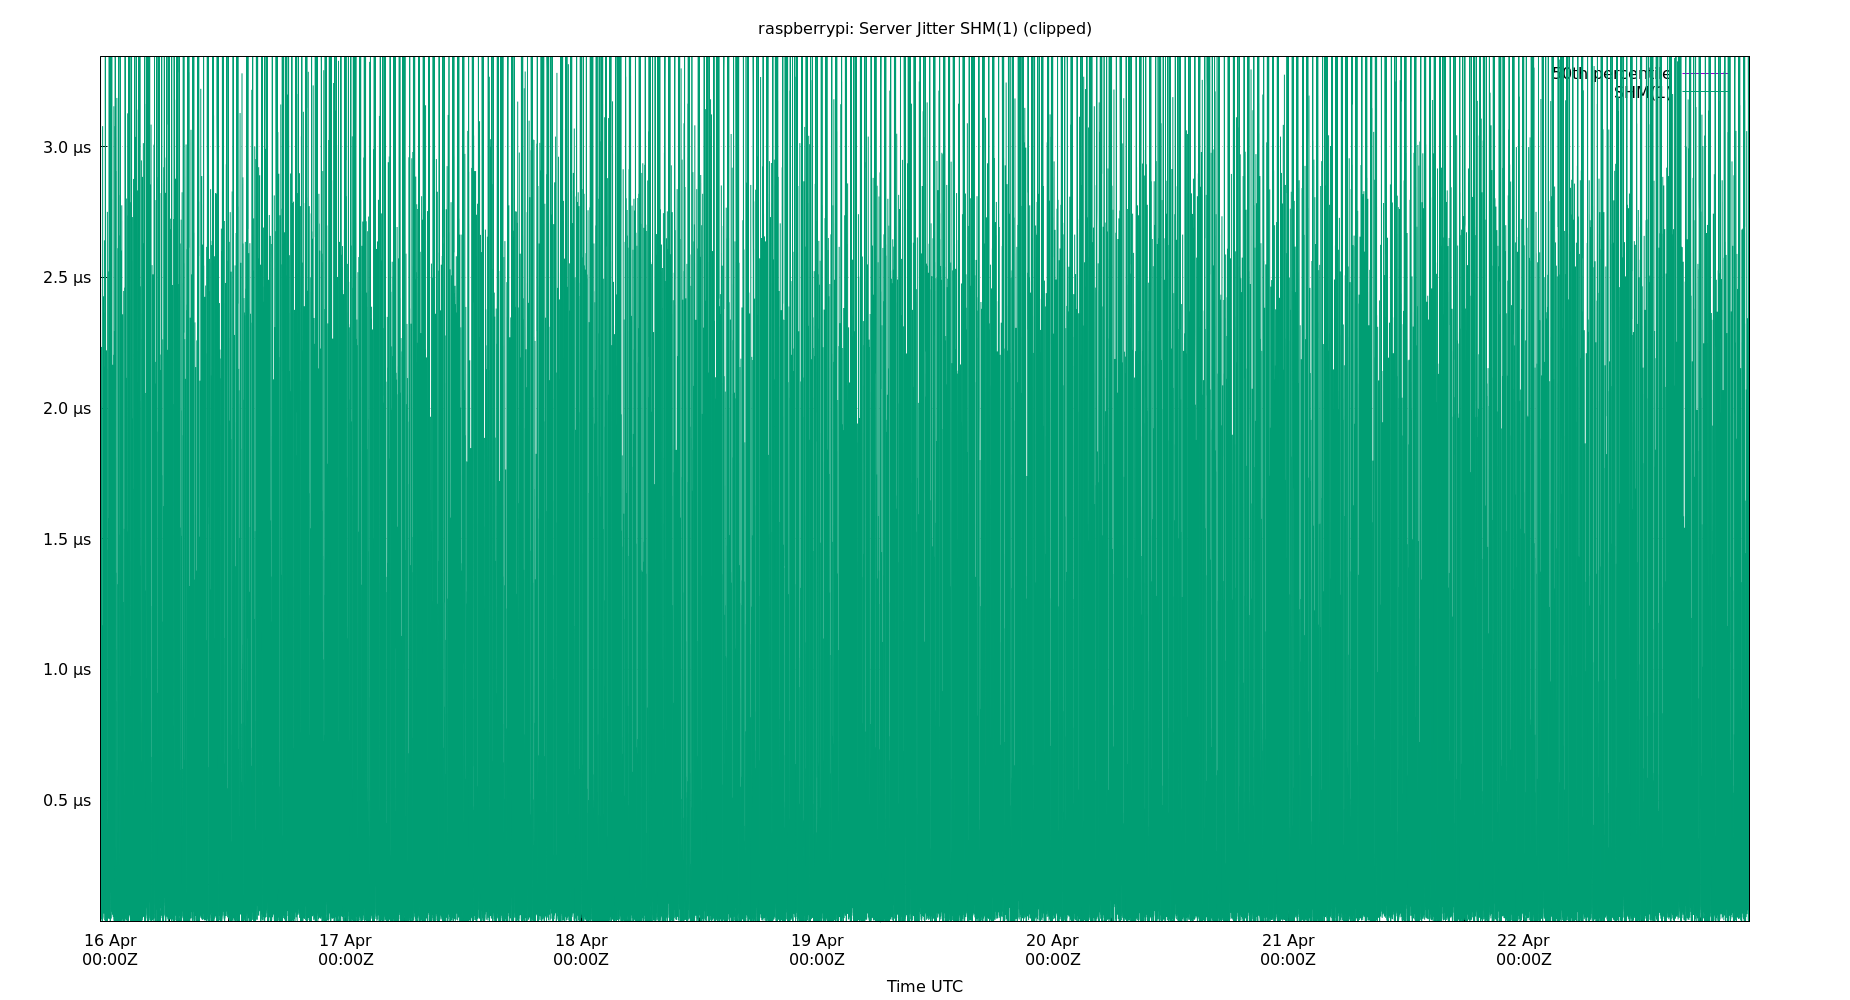 raspberrypi: Server Jitter SHM(1) (clipped)
50th percentile
SHM(1)
3.0 µs
2.5 µs
2.0 µs
1.5 µs
1.0 µs
0.5 µs
16 Apr 17 Apr 18 Apr 19 Apr 20 Apr 21 Apr 22 Apr
00:00Z 00:00Z 00:00Z 00:00Z 00:00Z 00:00Z 00:00Z
Time UTC